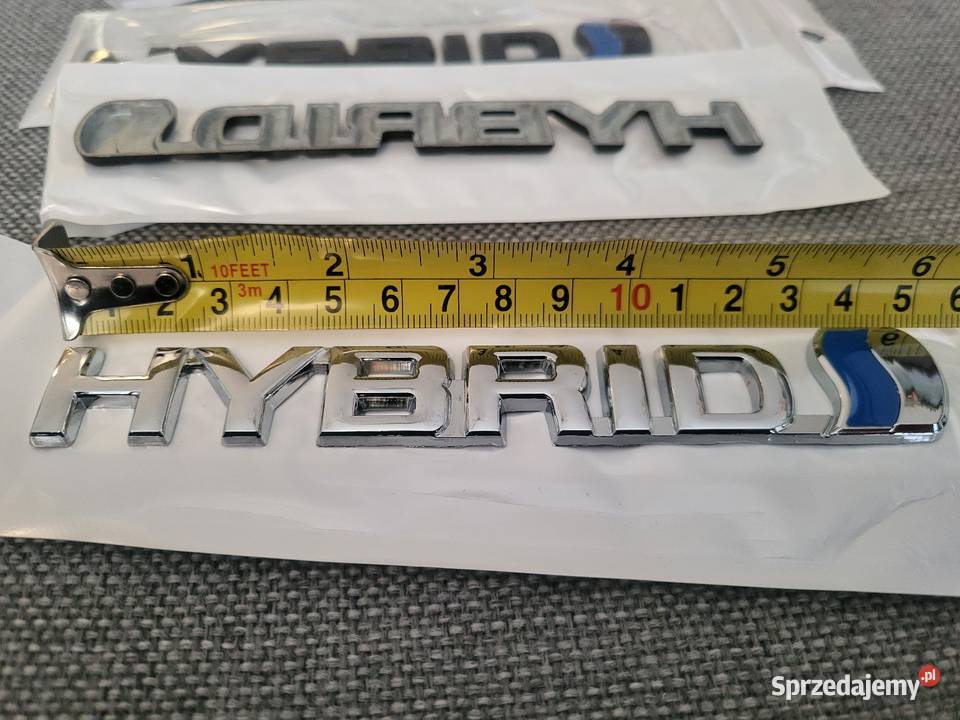 HYBRID
HYBRID
1 10FEET 2 3 4 5 6
1 2 3 3m 4 5 6 7 8 9 10 1 2 3 4 5 6
HYBRID e
Sprzedajemy.pl